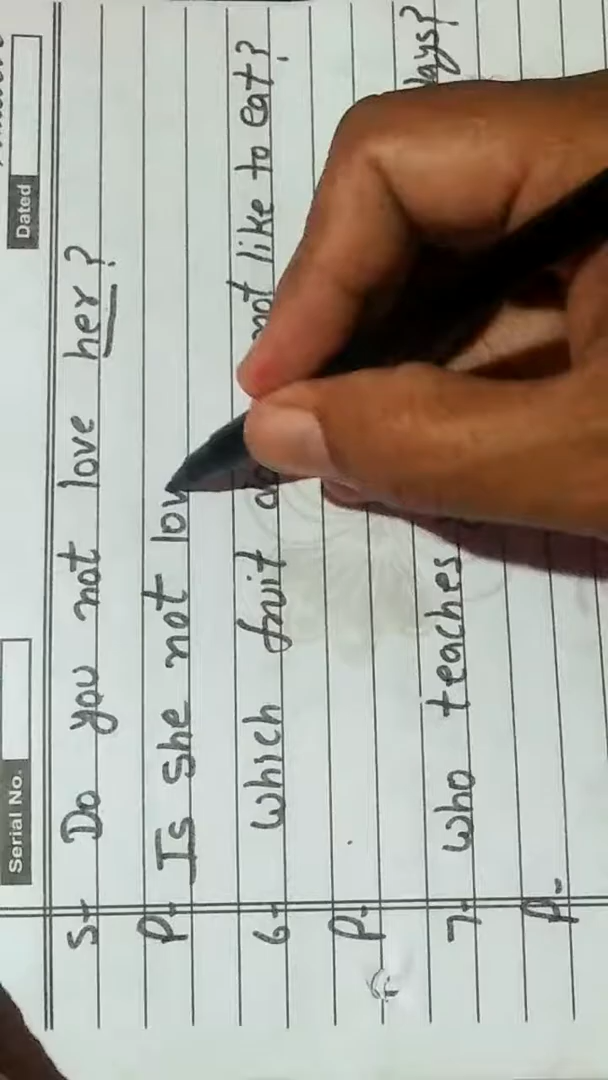 Serial No. Dated
5- Do you not love her?
P- Is she not lov
6- which fruit not like to eat?
P-
7- who teaches days?
P-